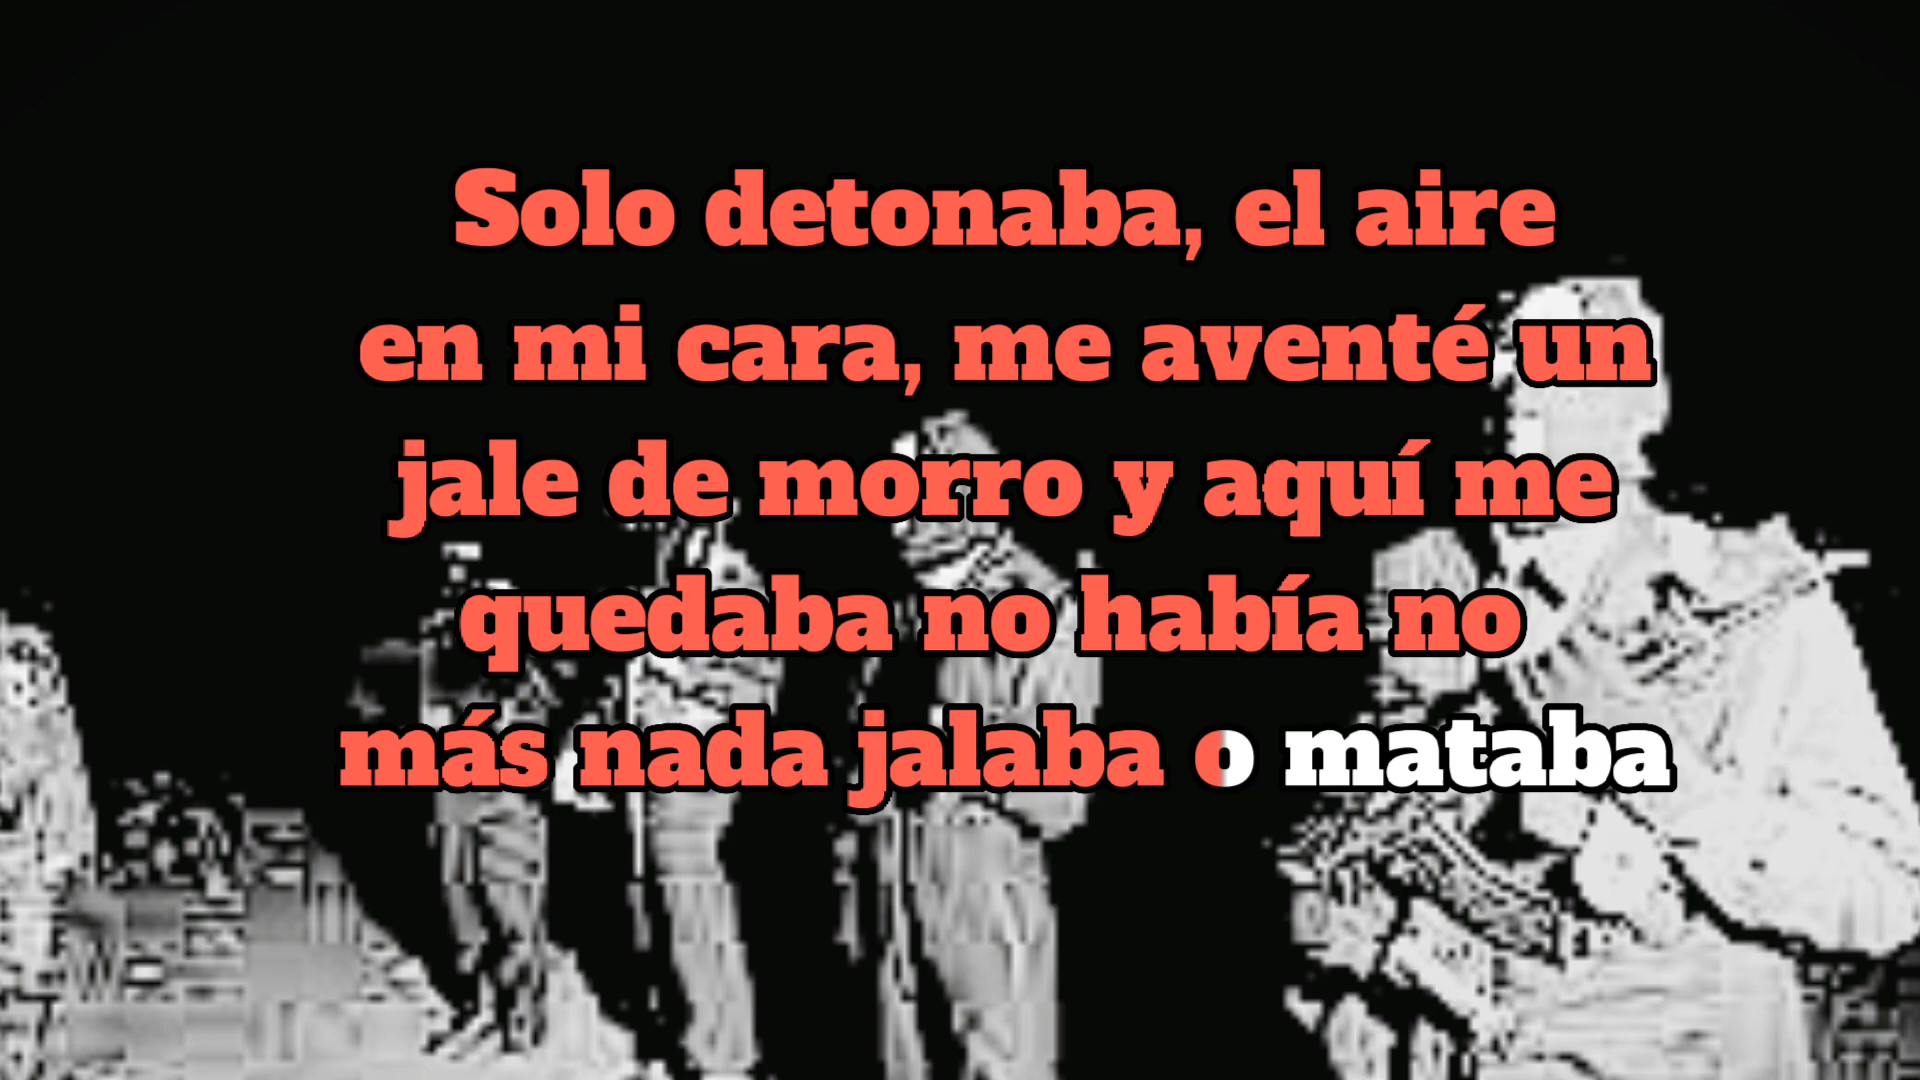 Solo detonaba, el aire
en mi cara, me aventé un
jale de morro y aquí me
quedaba no había no
más nada jalaba o mataba